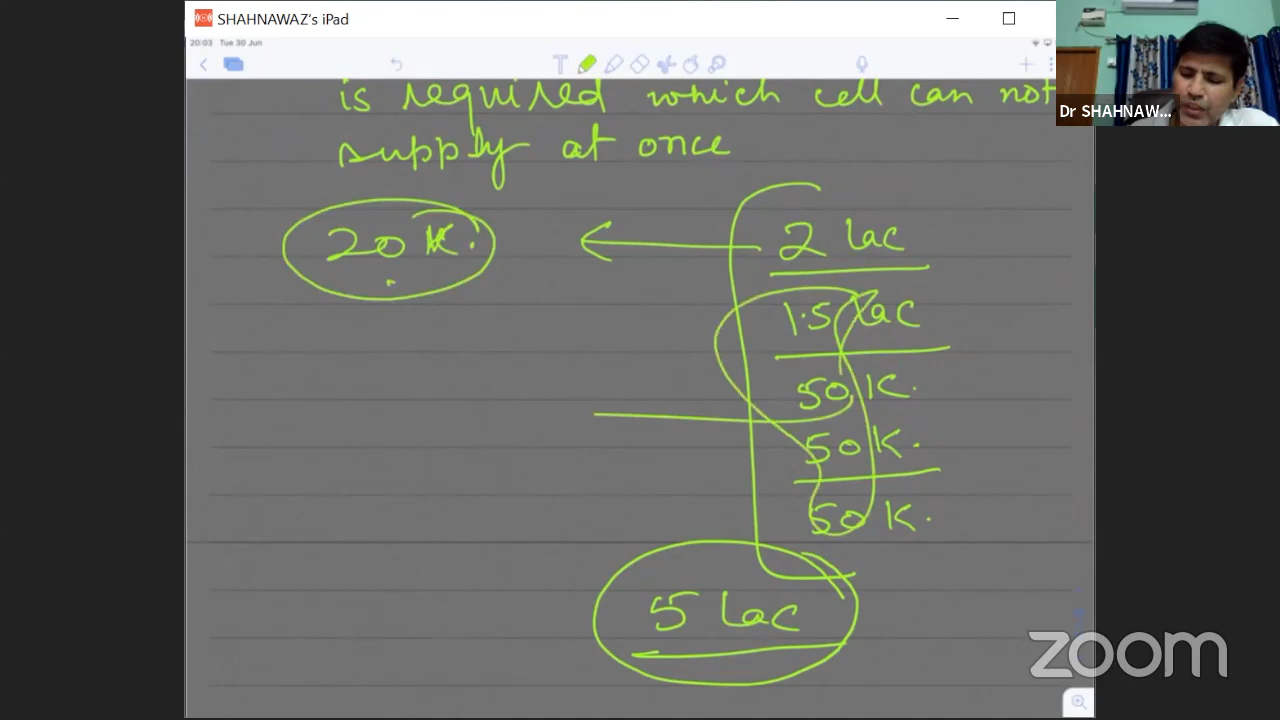 SHAHNAWAZ's iPad
20:03 Tue 30 Jun
Dr SHAHNAW...
is required which cell can not
supply at once
20 K. 2 lac
1.5 lac
50 K.
50 K.
50 K.
5 lac
zoom